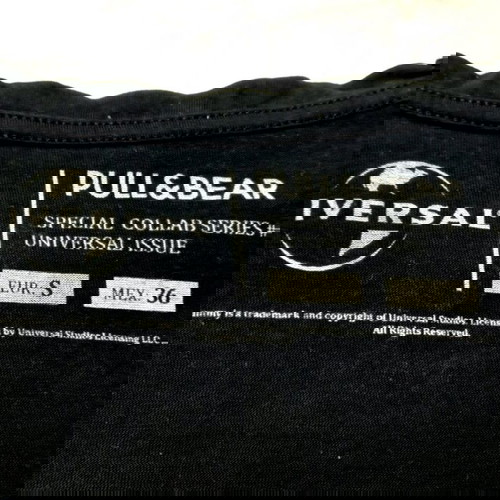 PULL&BEAR
IVERSAL
SPECIAL COLLAB SERIES#
UNIVERSAL ISSUE
EUR S
MEX 36
is a trademark and copyright of Universal Studios
by Universal Studios Licensing LLC
All Rights Reserved.